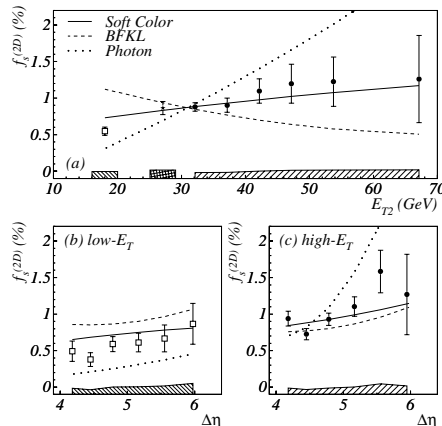 f_s^(2D) (%)
2
1.5
1
0.5
0
Soft Color
BFKL
Photon
(a)
10 20 30 40 50 60 70
E_T2 (GeV)
f_s^(2D) (%)
2
1.5
1
0.5
0
(b) low-E_T
4 5 6
Δη
f_s^(2D) (%)
2
1.5
1
0.5
0
(c) high-E_T
4 5 6
Δη